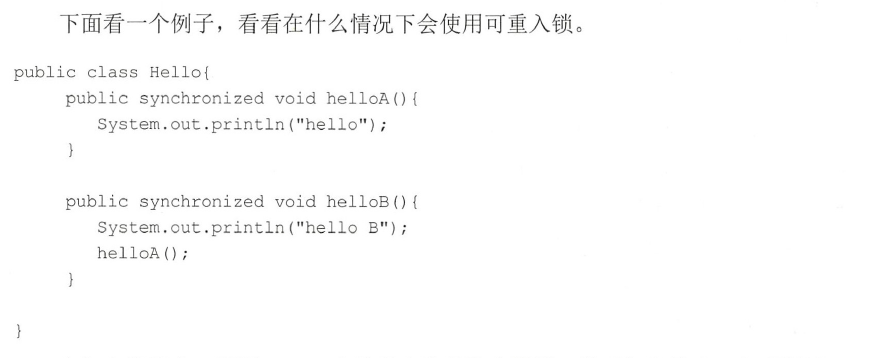 下面看一个例子，看看在什么情况下会使用可重入锁。
public class Hello{
public synchronized void helloA(){
System.out.println("hello");
}
public synchronized void helloB(){
System.out.println("hello B");
helloA();
}
}